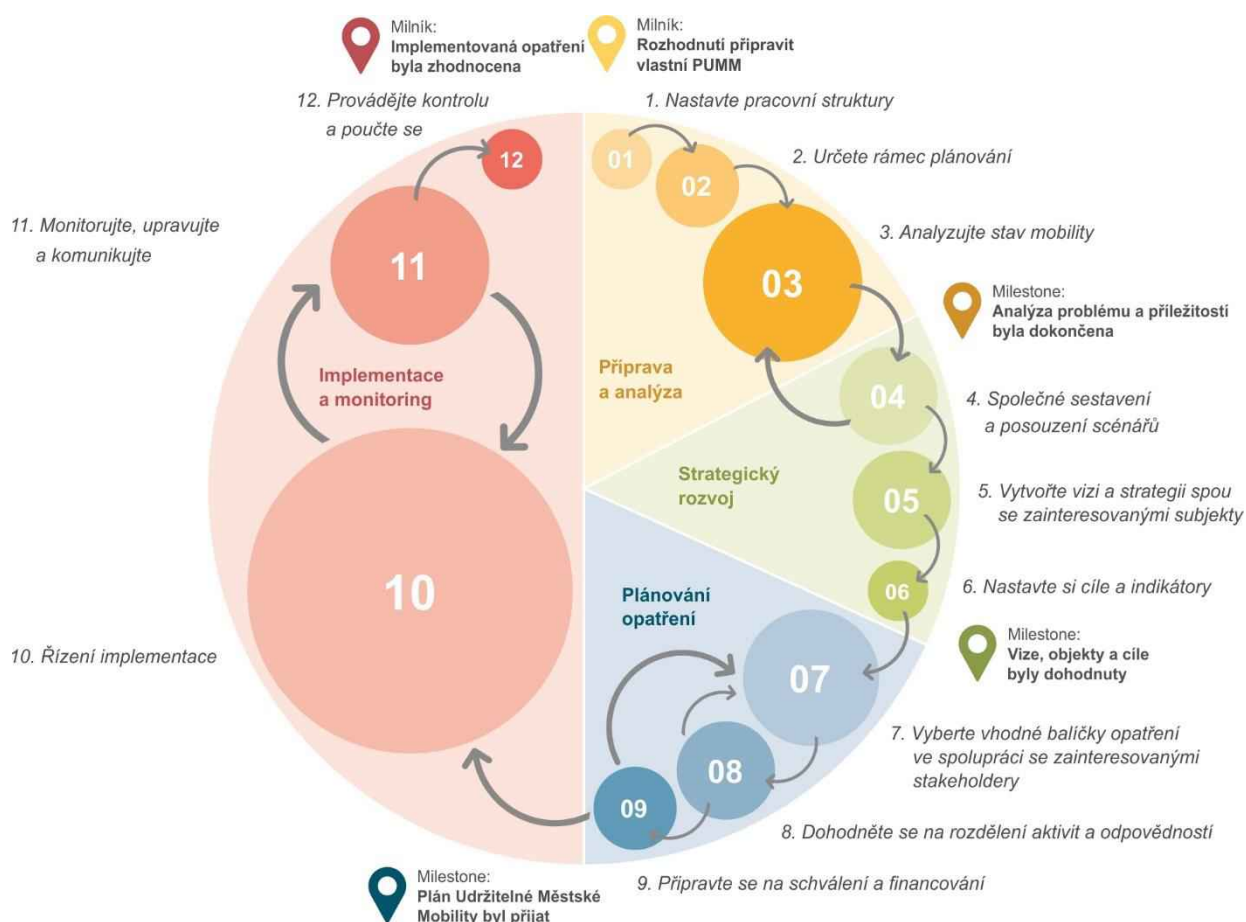 Milník:
Implementovaná opatření
byla zhodnocena
Milník:
Rozhodnutí připravit
vlastní PUMM
12. Provádějte kontrolu
a poučte se
1. Nastavte pracovní struktury
2. Určete rámec plánování
11. Monitorujte, upravujte
a komunikujte
3. Analyzujte stav mobility
Milestone:
Analýza problému a příležitostí
byla dokončena
4. Společné sestavení
a posouzení scénářů
5. Vytvořte vizi a strategii spou
se zainteresovanými subjekty
6. Nastavte si cíle a indikátory
Milestone:
Vize, objekty a cíle
byly dohodnuty
7. Vyberte vhodné balíčky opatření
ve spolupráci se zainteresovanými
stakeholdery
8. Dohodněte se na rozdělení aktivit a odpovědností
9. Připravte se na schválení a financování
Milestone:
Plán Udržitelné Městské
Mobility byl přijat
10. Řízení implementace
Příprava
a analýza
Strategický
rozvoj
Plánování
opatření
Implementace
a monitoring
01
02
03
04
05
06
07
08
09
10
11
12